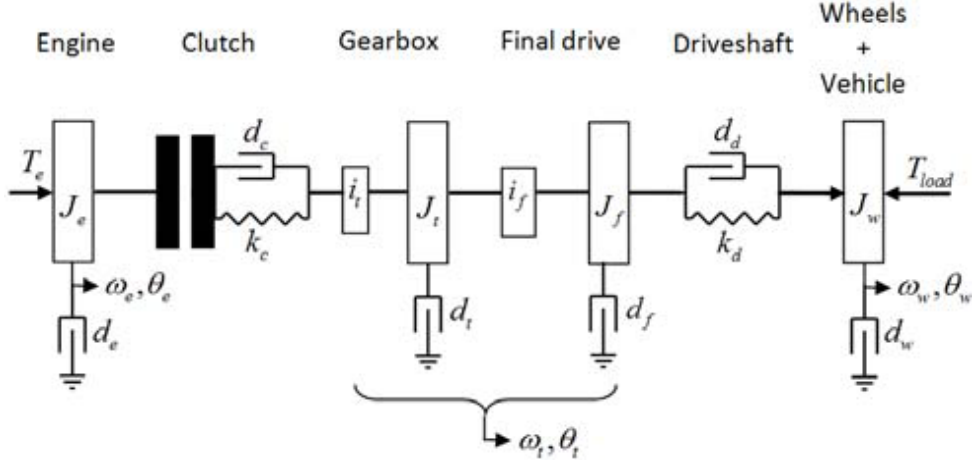 Engine
Clutch
Gearbox
Final drive
Driveshaft
Wheels
+
Vehicle
T_e
J_e
d_c
k_c
i_t
J_t
i_f
J_f
d_d
k_d
J_w
T_load
ω_e, θ_e
d_e
d_t
d_f
ω_w, θ_w
d_w
ω_t, θ_t